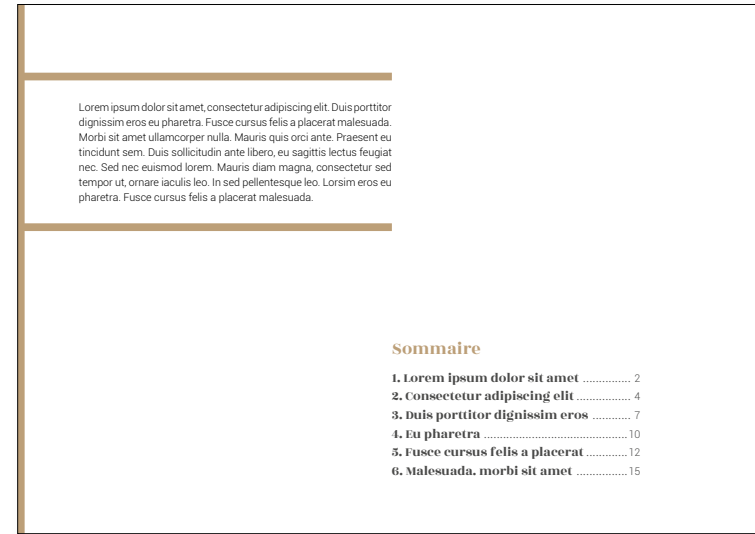 Lorem ipsum dolor sit amet, consectetur adipiscing elit. Duis porttitor
dignissim eros eu pharetra. Fusce cursus felis a placerat malesuada.
Morbi sit amet ullamcorper nulla. Mauris quis orci ante. Praesent eu
tincidunt sem. Duis sollicitudin ante libero, eu sagittis lectus feugiat
nec. Sed nec euismod lorem. Mauris diam magna, consectetur sed
tempor ut, ornare iaculis leo. In sed pellentesque leo. Lorsim eros eu
pharetra. Fusce cursus felis a placerat malesuada.
Sommaire
1. Lorem ipsum dolor sit amet .............. 2
2. Consectetur adipiscing elit ................ 4
3. Duis porttitor dignissim eros ........... 7
4. Eu pharetra .......................................... 10
5. Fusce cursus felis a placerat ............ 12
6. Malesuada. morbi sit amet ............... 15